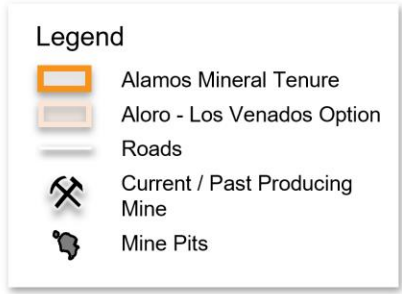 Legend
Alamos Mineral Tenure
Aloro - Los Venados Option
Roads
Current / Past Producing
Mine
Mine Pits